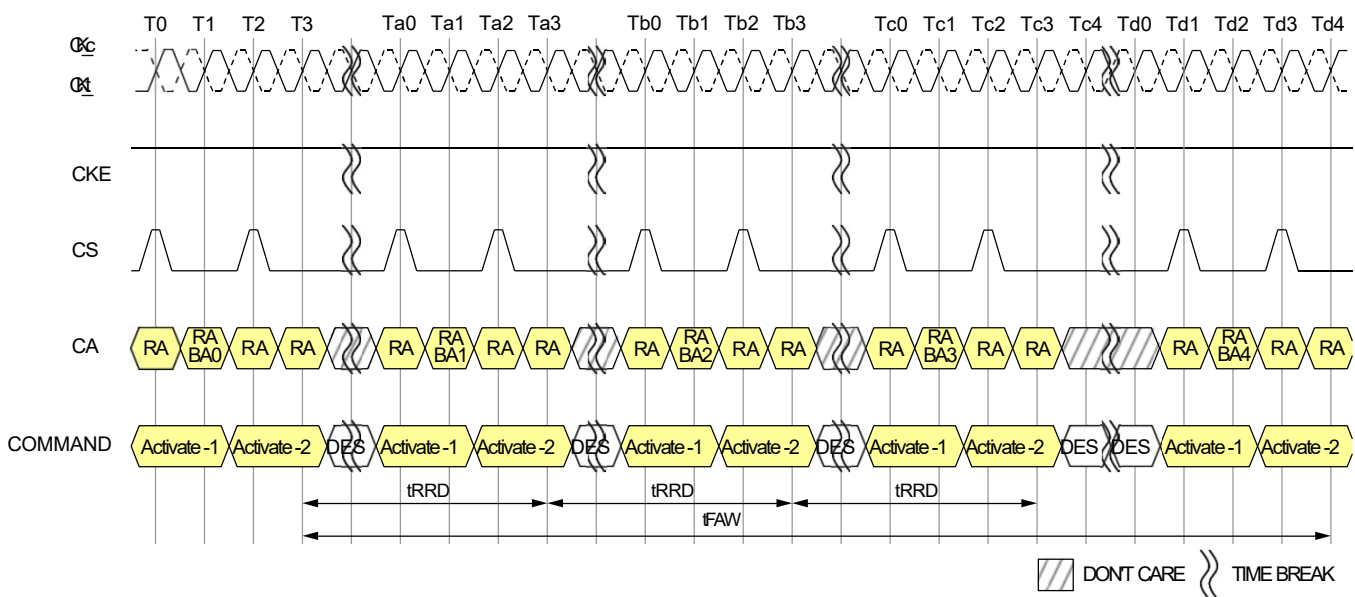 T0 T1 T2 T3 Ta0 Ta1 Ta2 Ta3 Tb0 Tb1 Tb2 Tb3 Tc0 Tc1 Tc2 Tc3 Tc4 Td0 Td1 Td2 Td3 Td4
CK_c
CK_t
CKE
CS
CA RA RA BA0 RA RA RA RA BA1 RA RA RA RA BA2 RA RA RA RA BA3 RA RA RA RA BA4 RA RA
COMMAND Activate-1 Activate-2 DES Activate-1 Activate-2 DES Activate-1 Activate-2 DES Activate-1 Activate-2 DES DES Activate-1 Activate-2
tRRD tRRD tRRD
tFAW
DON'T CARE TIME BREAK